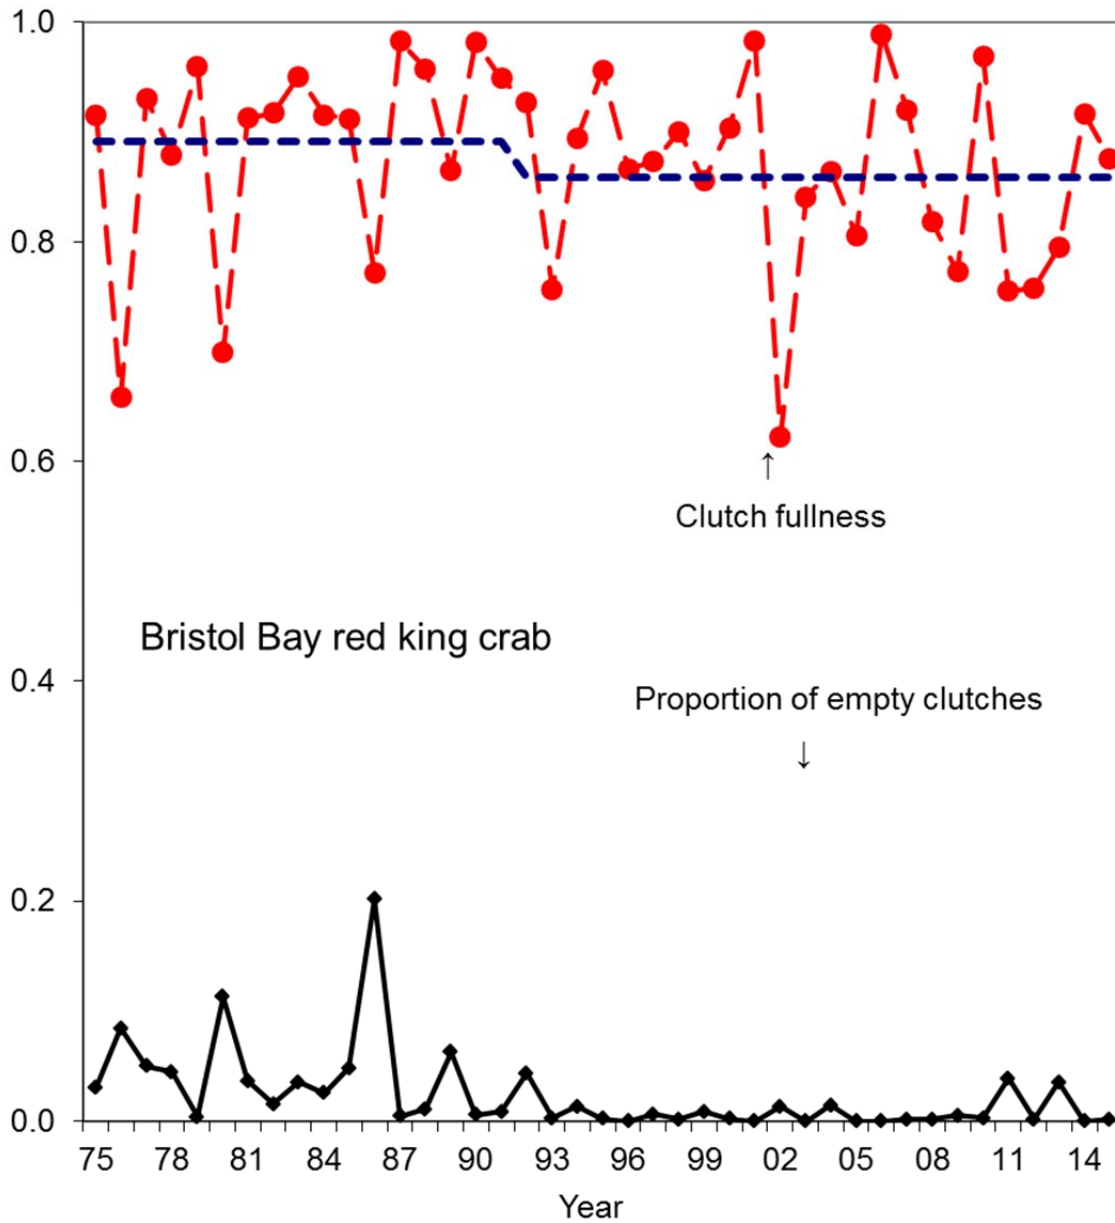 1.0
0.8
0.6
↑
Clutch fullness
Bristol Bay red king crab
0.4
Proportion of empty clutches
↓
0.2
0.0
75 78 81 84 87 90 93 96 99 02 05 08 11 14
Year